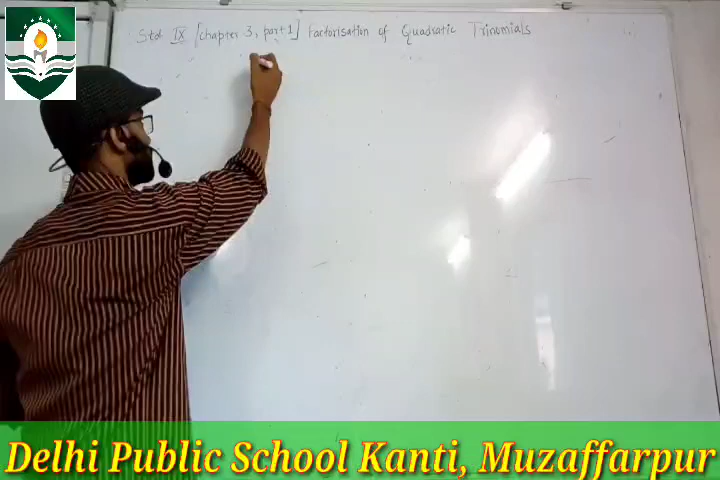 Std IX [Chapter 3, part 1] Factorisation of Quadratic Trinomials
Delhi Public School Kanti, Muzaffarpur